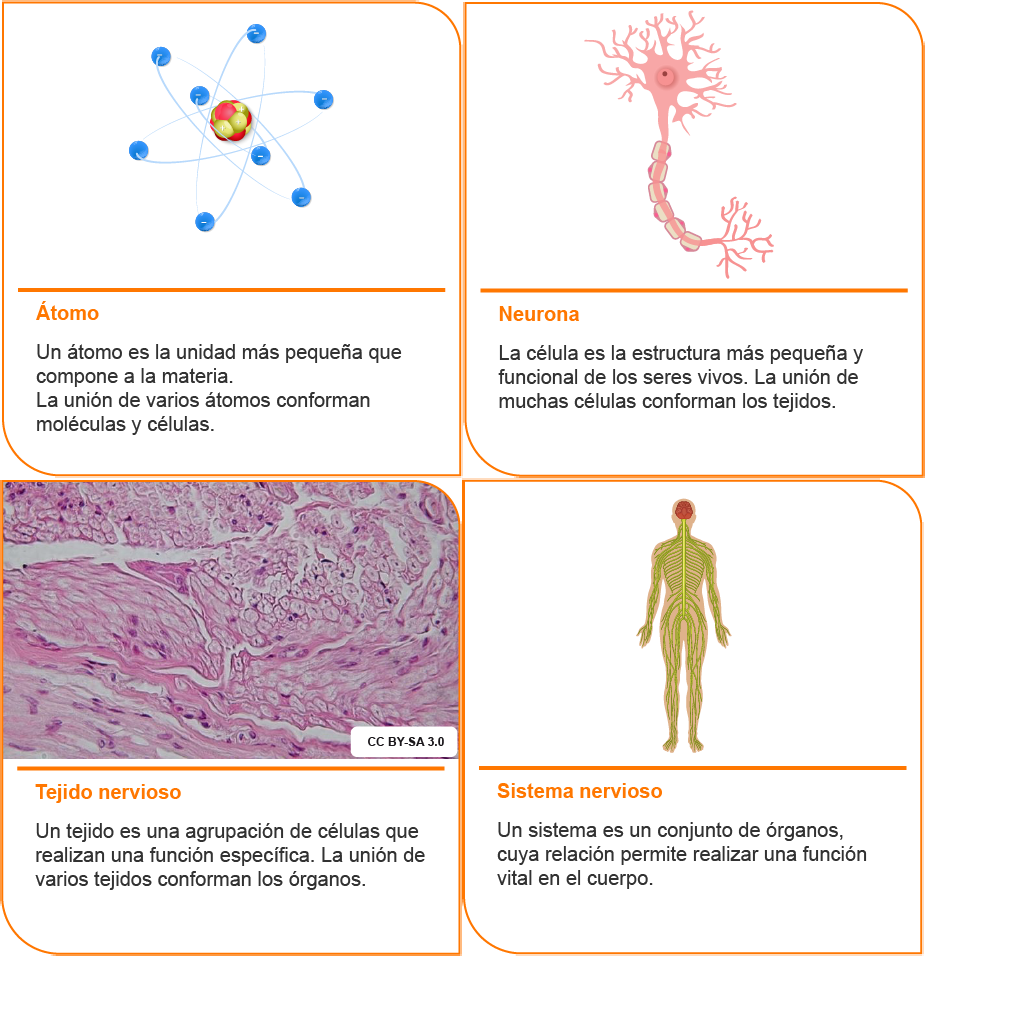 Átomo
Un átomo es la unidad más pequeña que
compone a la materia.
La unión de varios átomos conforman
moléculas y células.
Neurona
La célula es la estructura más pequeña y
funcional de los seres vivos. La unión de
muchas células conforman los tejidos.
CC BY-SA 3.0
Tejido nervioso
Un tejido es una agrupación de células que
realizan una función específica. La unión de
varios tejidos conforman los órganos.
Sistema nervioso
Un sistema es un conjunto de órganos,
cuya relación permite realizar una función
vital en el cuerpo.